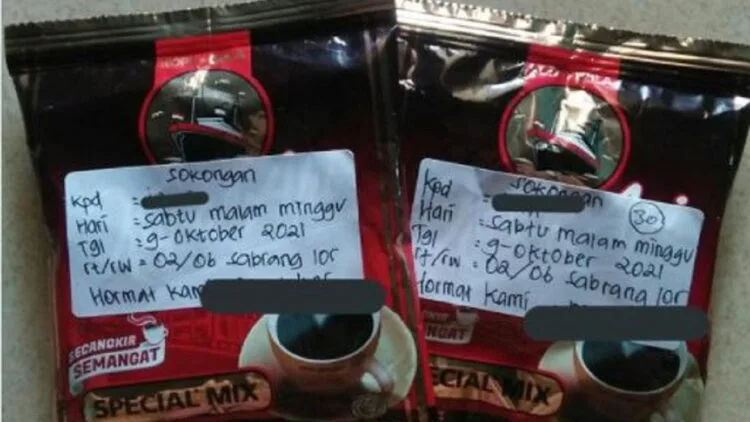 Sokongan
Kpd =
Hari = Sabtu malam minggu
Tgl = 9-Oktober 2021
rt/rw = 02/06 Sabrang lor
Hormat Kami
SECANGKIR
SEMANGAT
SPECIAL MIX
Sokongan
Kpd =
30
Hari = Sabtu malam minggu
Tgl = 9-Oktober 2021
rt/rw = 02/06 Sabrang lor
Hormat Kami
SECANGKIR
SEMANGAT
SPECIAL MIX